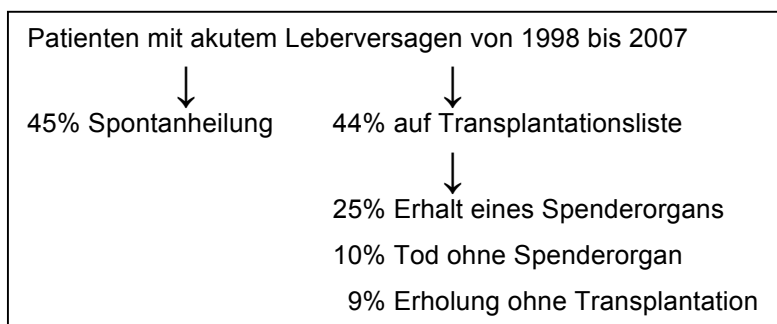 Patienten mit akutem Leberversagen von 1998 bis 2007
45% Spontanheilung 44% auf Transplantationsliste
25% Erhalt eines Spenderorgans
10% Tod ohne Spenderorgan
9% Erholung ohne Transplantation